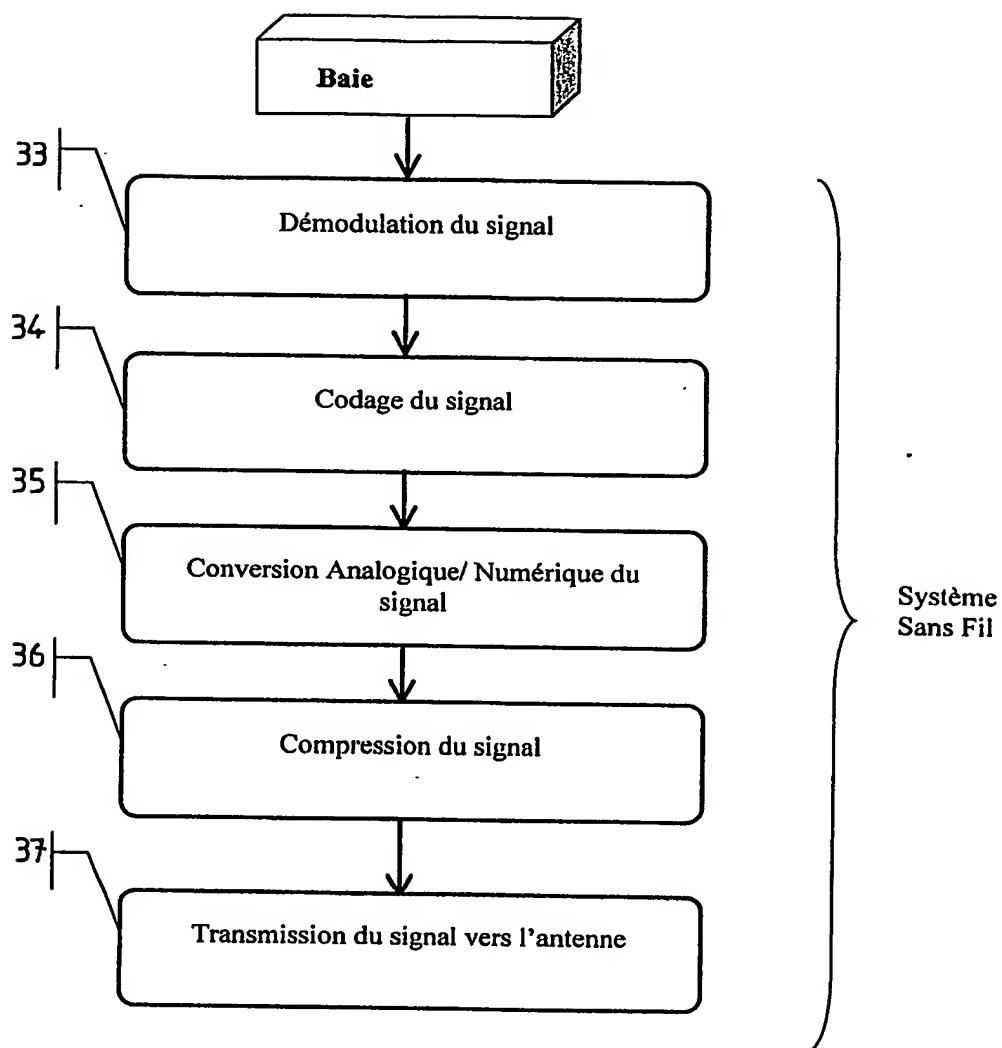 Baie
33
Démodulation du signal
34
Codage du signal
35
Conversion Analogique/ Numérique du
signal
36
Compression du signal
37
Transmission du signal vers l'antenne
Système
Sans Fil